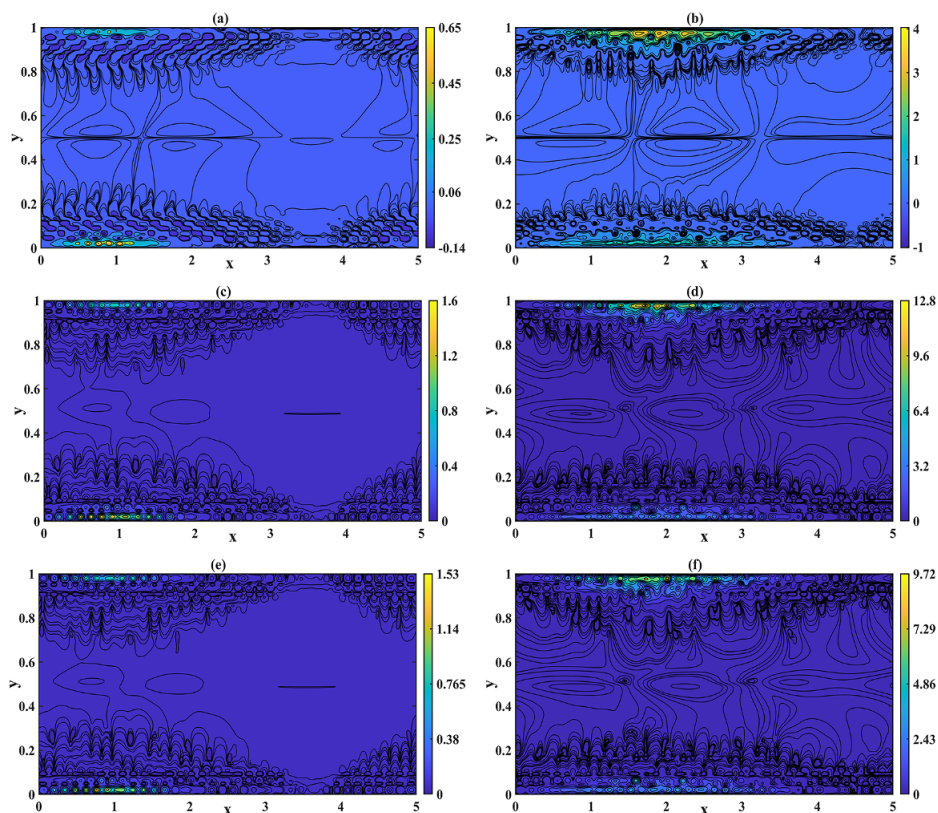 (a)
1
0.8
0.6
0.4
0.2
0
y
0 1 2 3 4 5
x
0.65
0.45
0.25
0.06
-0.14
(b)
1
0.8
0.6
0.4
0.2
0
y
0 1 2 3 4 5
x
4
3
2
1
0
-1
(c)
1
0.8
0.6
0.4
0.2
0
y
0 1 2 3 4 5
x
1.6
1.2
0.8
0.4
0
(d)
1
0.8
0.6
0.4
0.2
0
y
0 1 2 3 4 5
x
12.8
9.6
6.4
3.2
0
(e)
1
0.8
0.6
0.4
0.2
0
y
0 1 2 3 4 5
x
1.53
1.14
0.765
0.38
0
(f)
1
0.8
0.6
0.4
0.2
0
y
0 1 2 3 4 5
x
9.72
7.29
4.86
2.43
0